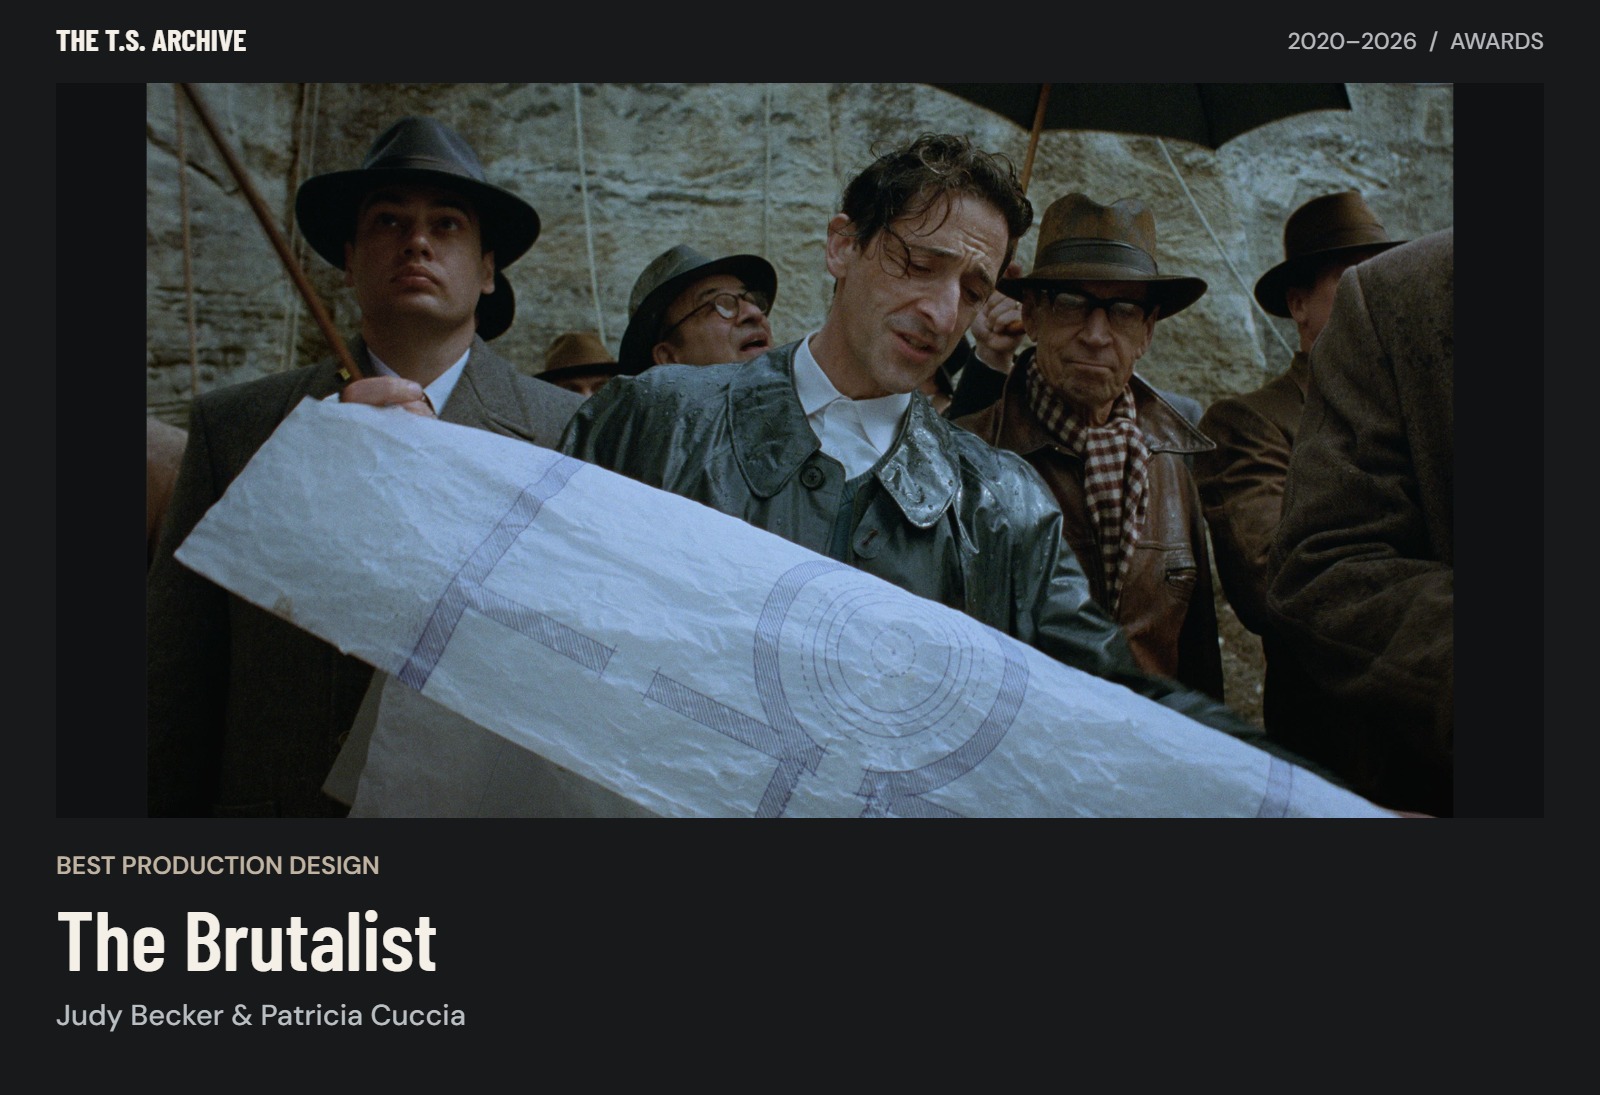 THE T.S. ARCHIVE
2020–2026 / AWARDS
BEST PRODUCTION DESIGN
The Brutalist
Judy Becker & Patricia Cuccia